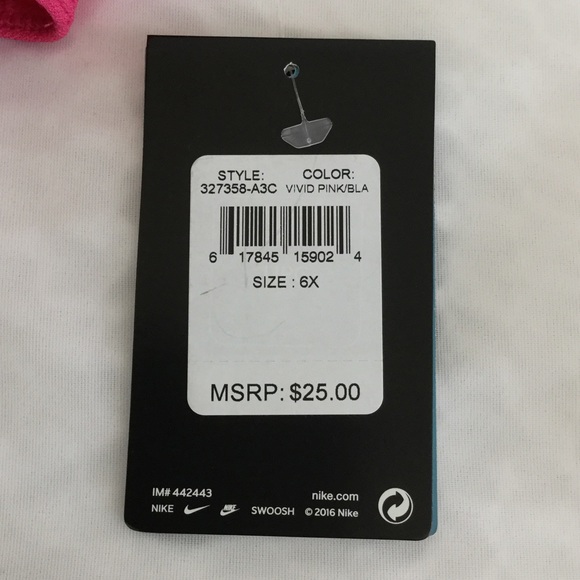 STYLE: COLOR:
327358-A3C VIVID PINK/BLA
6 17845 15902 4
SIZE : 6X
MSRP: $25.00
IM# 442443 nike.com
NIKE NIKE SWOOSH © 2016 Nike